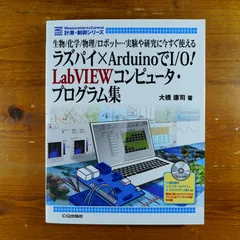 Measurement&Control
計測・制御シリーズ
生物/化学/物理/ロボット…実験や研究に今すぐ使える
ラズパイ×ArduinoでI/O!
LabVIEWコンピュータ・
プログラム集
大橋 康司 著
CQ出版社